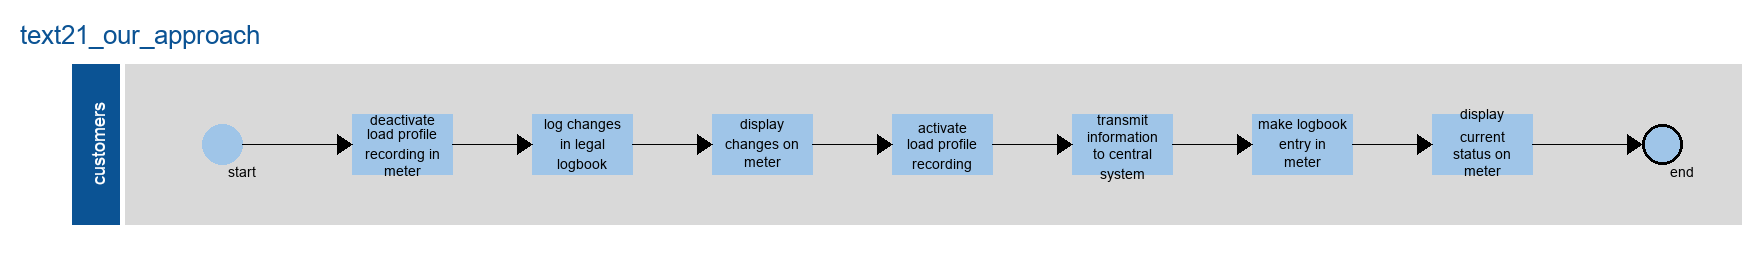 text21_our_approach
customers
start
deactivate
load profile
recording in
meter
log changes
in legal
logbook
display
changes on
meter
activate
load profile
recording
transmit
information
to central
system
make logbook
entry in
meter
display
current
status on
meter
end